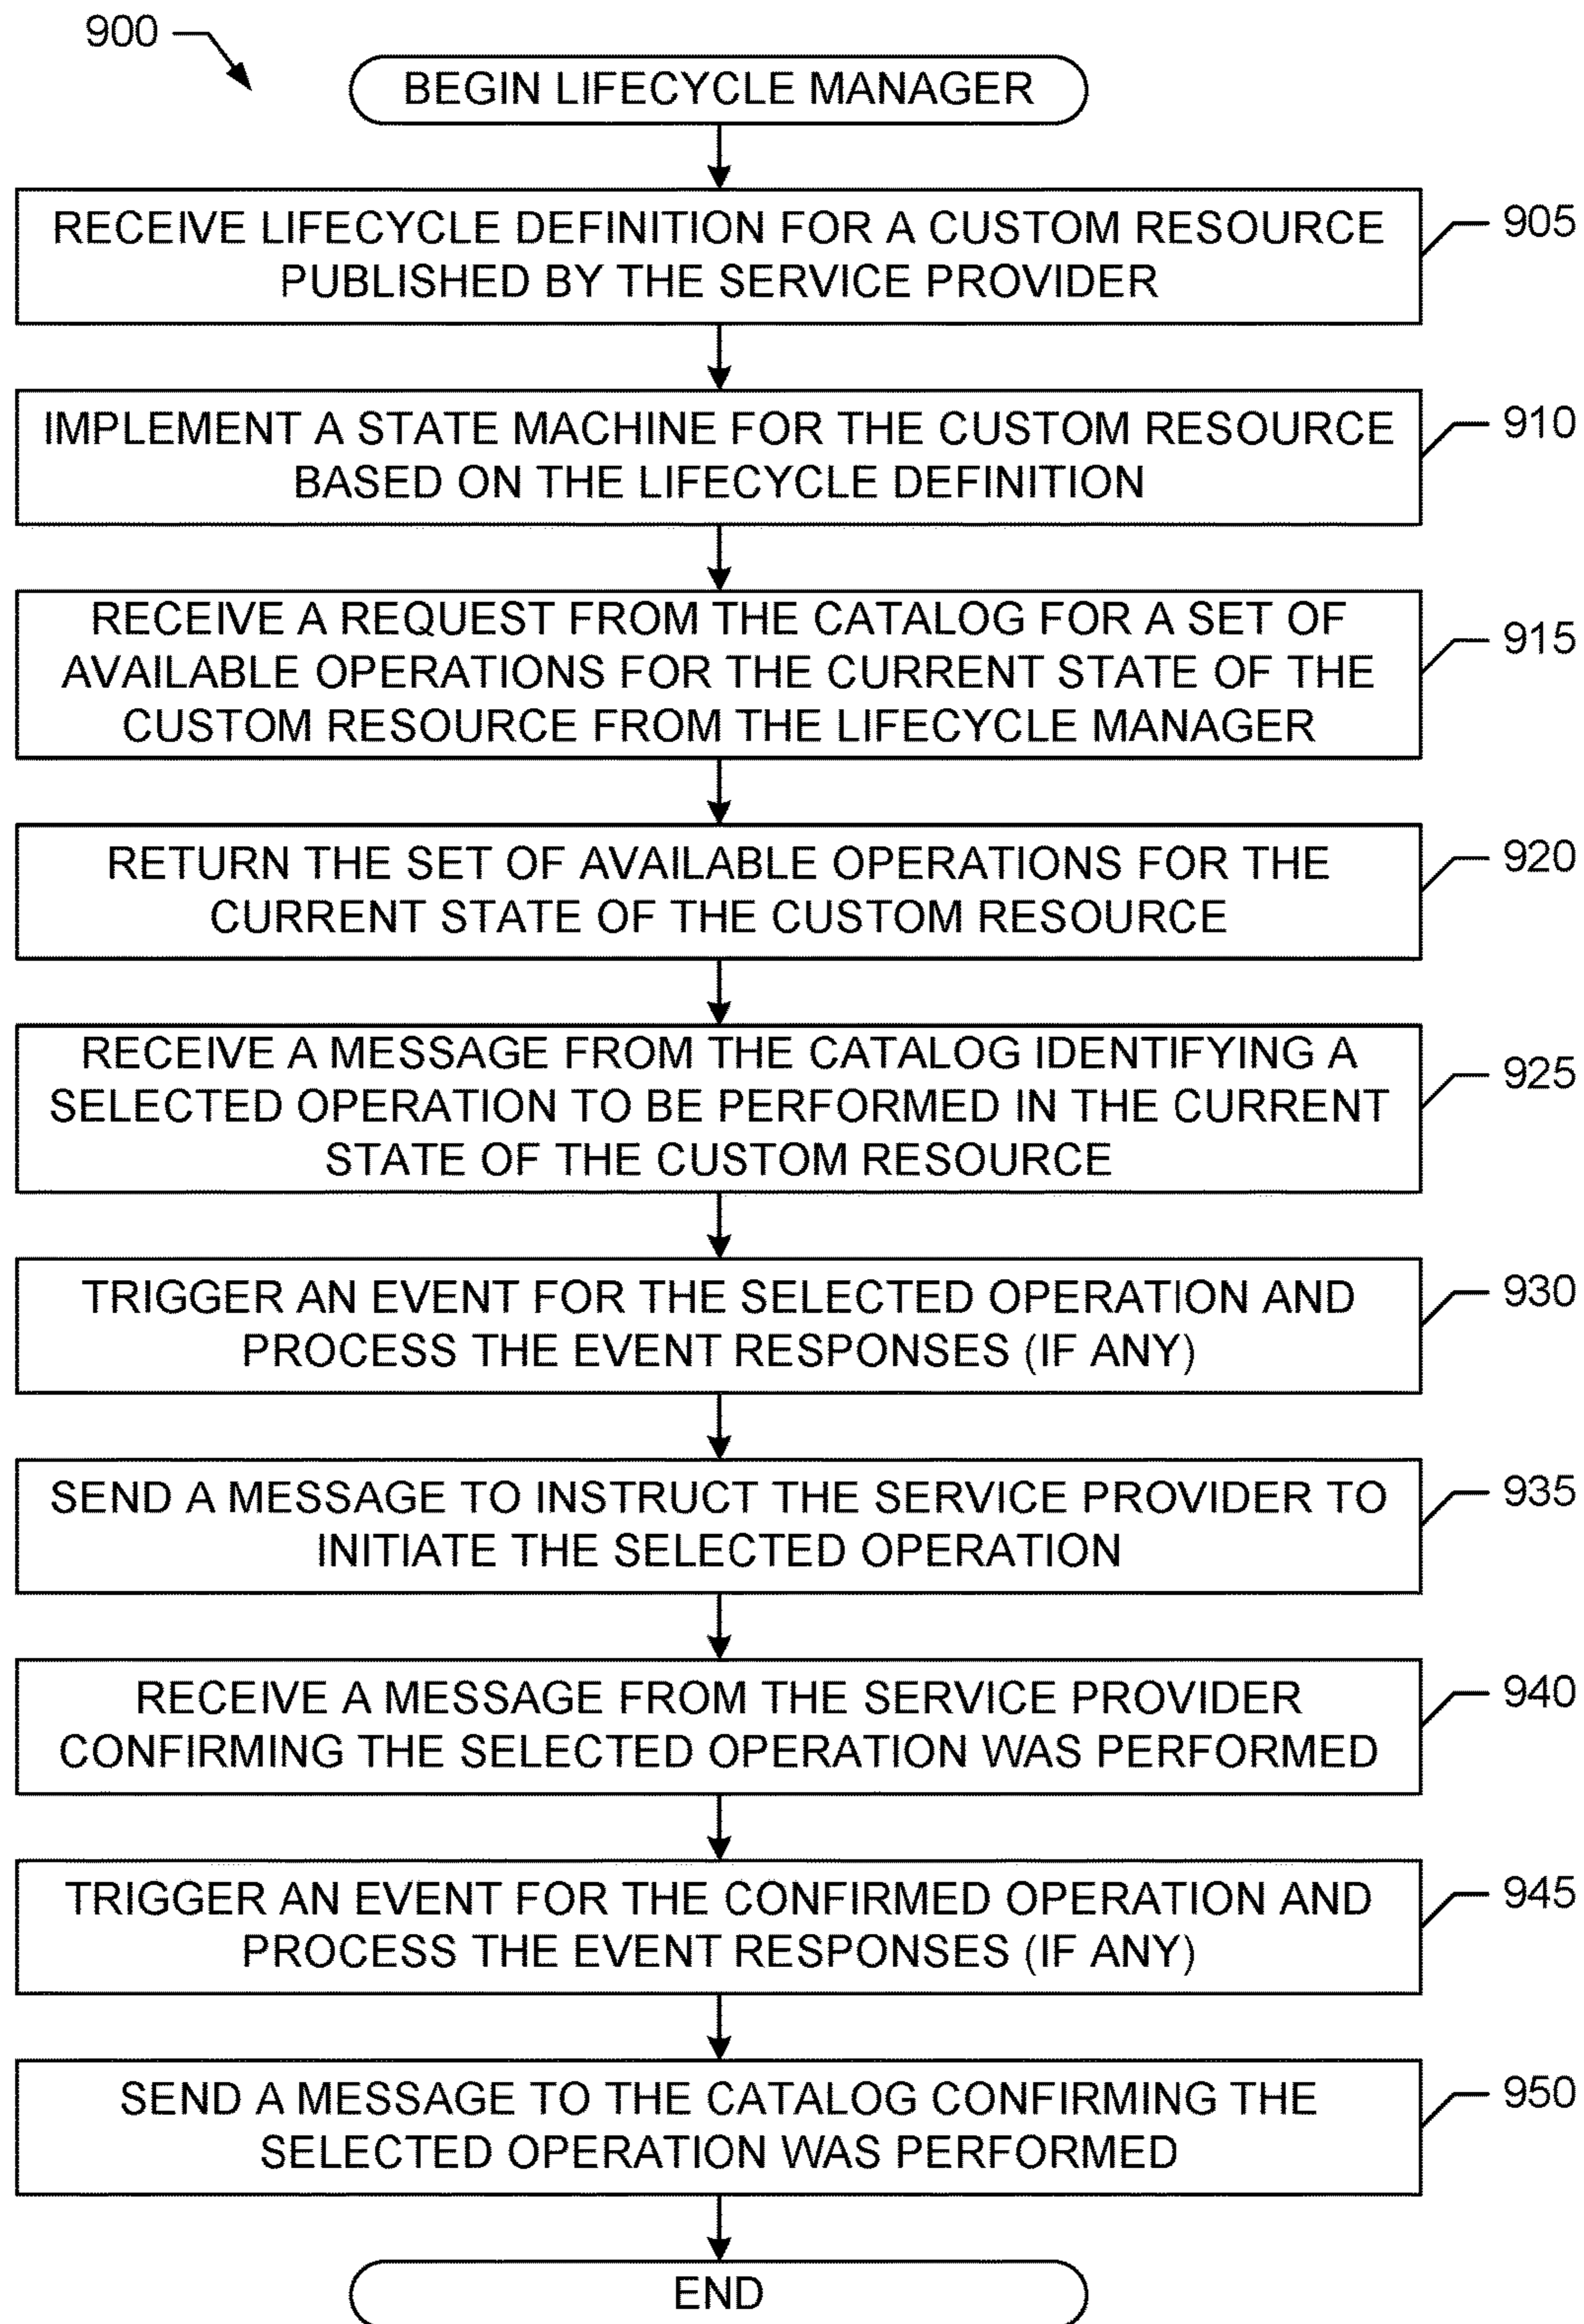 900
BEGIN LIFECYCLE MANAGER
RECEIVE LIFECYCLE DEFINITION FOR A CUSTOM RESOURCE
PUBLISHED BY THE SERVICE PROVIDER
905
IMPLEMENT A STATE MACHINE FOR THE CUSTOM RESOURCE
BASED ON THE LIFECYCLE DEFINITION
910
RECEIVE A REQUEST FROM THE CATALOG FOR A SET OF
AVAILABLE OPERATIONS FOR THE CURRENT STATE OF THE
CUSTOM RESOURCE FROM THE LIFECYCLE MANAGER
915
RETURN THE SET OF AVAILABLE OPERATIONS FOR THE
CURRENT STATE OF THE CUSTOM RESOURCE
920
RECEIVE A MESSAGE FROM THE CATALOG IDENTIFYING A
SELECTED OPERATION TO BE PERFORMED IN THE CURRENT
STATE OF THE CUSTOM RESOURCE
925
TRIGGER AN EVENT FOR THE SELECTED OPERATION AND
PROCESS THE EVENT RESPONSES (IF ANY)
930
SEND A MESSAGE TO INSTRUCT THE SERVICE PROVIDER TO
INITIATE THE SELECTED OPERATION
935
RECEIVE A MESSAGE FROM THE SERVICE PROVIDER
CONFIRMING THE SELECTED OPERATION WAS PERFORMED
940
TRIGGER AN EVENT FOR THE CONFIRMED OPERATION AND
PROCESS THE EVENT RESPONSES (IF ANY)
945
SEND A MESSAGE TO THE CATALOG CONFIRMING THE
SELECTED OPERATION WAS PERFORMED
950
END